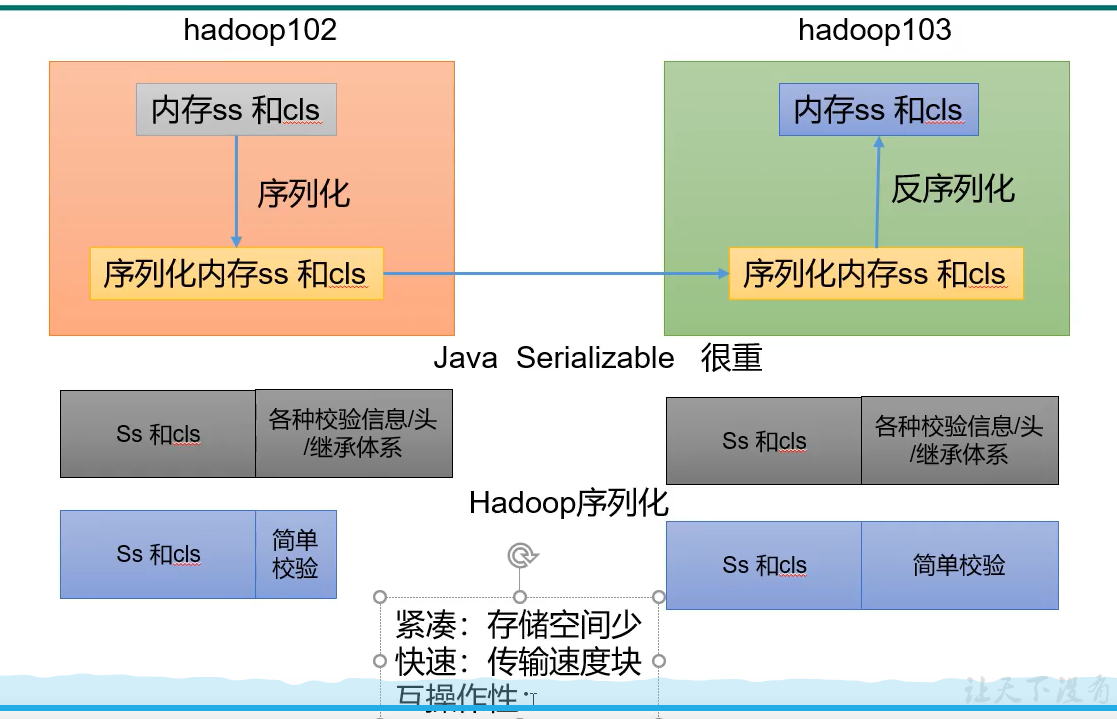 hadoop102
hadoop103
内存ss 和cls
内存ss 和cls
序列化
反序列化
序列化内存ss 和cls
序列化内存ss 和cls
Java Serializable 很重
Ss 和cls
各种校验信息/头
/继承体系
Ss 和cls
各种校验信息/头
/继承体系
Hadoop序列化
Ss 和cls
简单
校验
Ss 和cls
简单校验
紧凑：存储空间少
快速：传输速度块
互操作性：
让天下没有